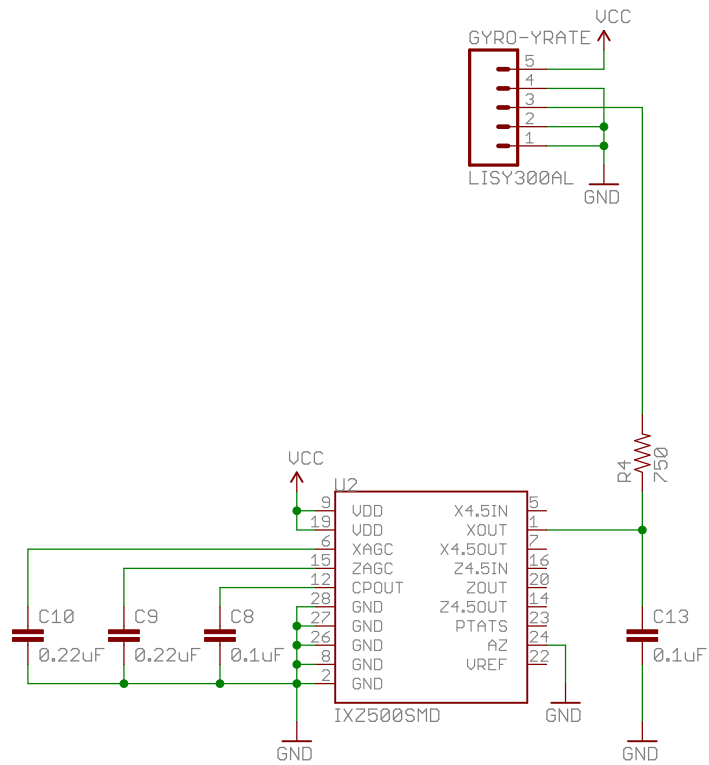 VCC
GYRO-YRATE
5
4
3
2
1
LISY300AL
GND
R4
750
VCC
U2
9 VDD X4.5IN 5
19 VDD XOUT 1
6 XAGC X4.5OUT 7
15 ZAGC Z4.5IN 16
12 CPOUT ZOUT 20
28 GND Z4.5OUT 14
27 GND PTATS 23
26 GND AZ 24
8 GND VREF 22
2 GND
C10
0.22uF
C9
0.22uF
C8
0.1uF
C13
0.1uF
IXZ500SMD
GND
GND
GND